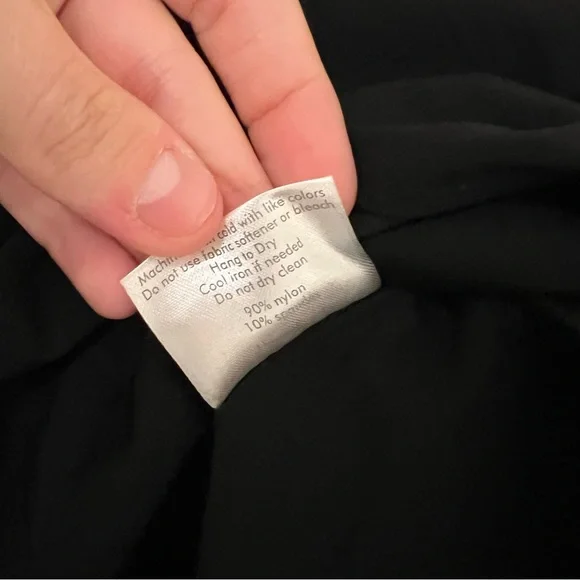 Machin cold with like colors
Do not use fabric softener or bleach
Hang to Dry
Cool iron if needed
Do not dry clean
90% nylon
10%